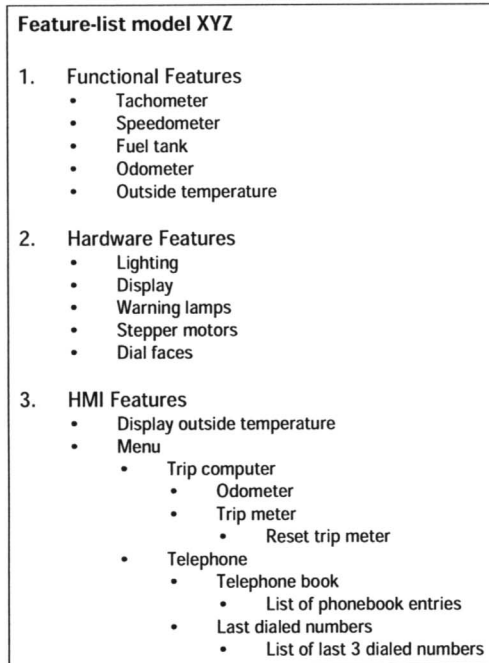 Feature-list model XYZ
1. Functional Features
• Tachometer
• Speedometer
• Fuel tank
• Odometer
• Outside temperature
2. Hardware Features
• Lighting
• Display
• Warning lamps
• Stepper motors
• Dial faces
3. HMI Features
• Display outside temperature
• Menu
• Trip computer
• Odometer
• Trip meter
• Reset trip meter
• Telephone
• Telephone book
• List of phonebook entries
• Last dialed numbers
• List of last 3 dialed numbers